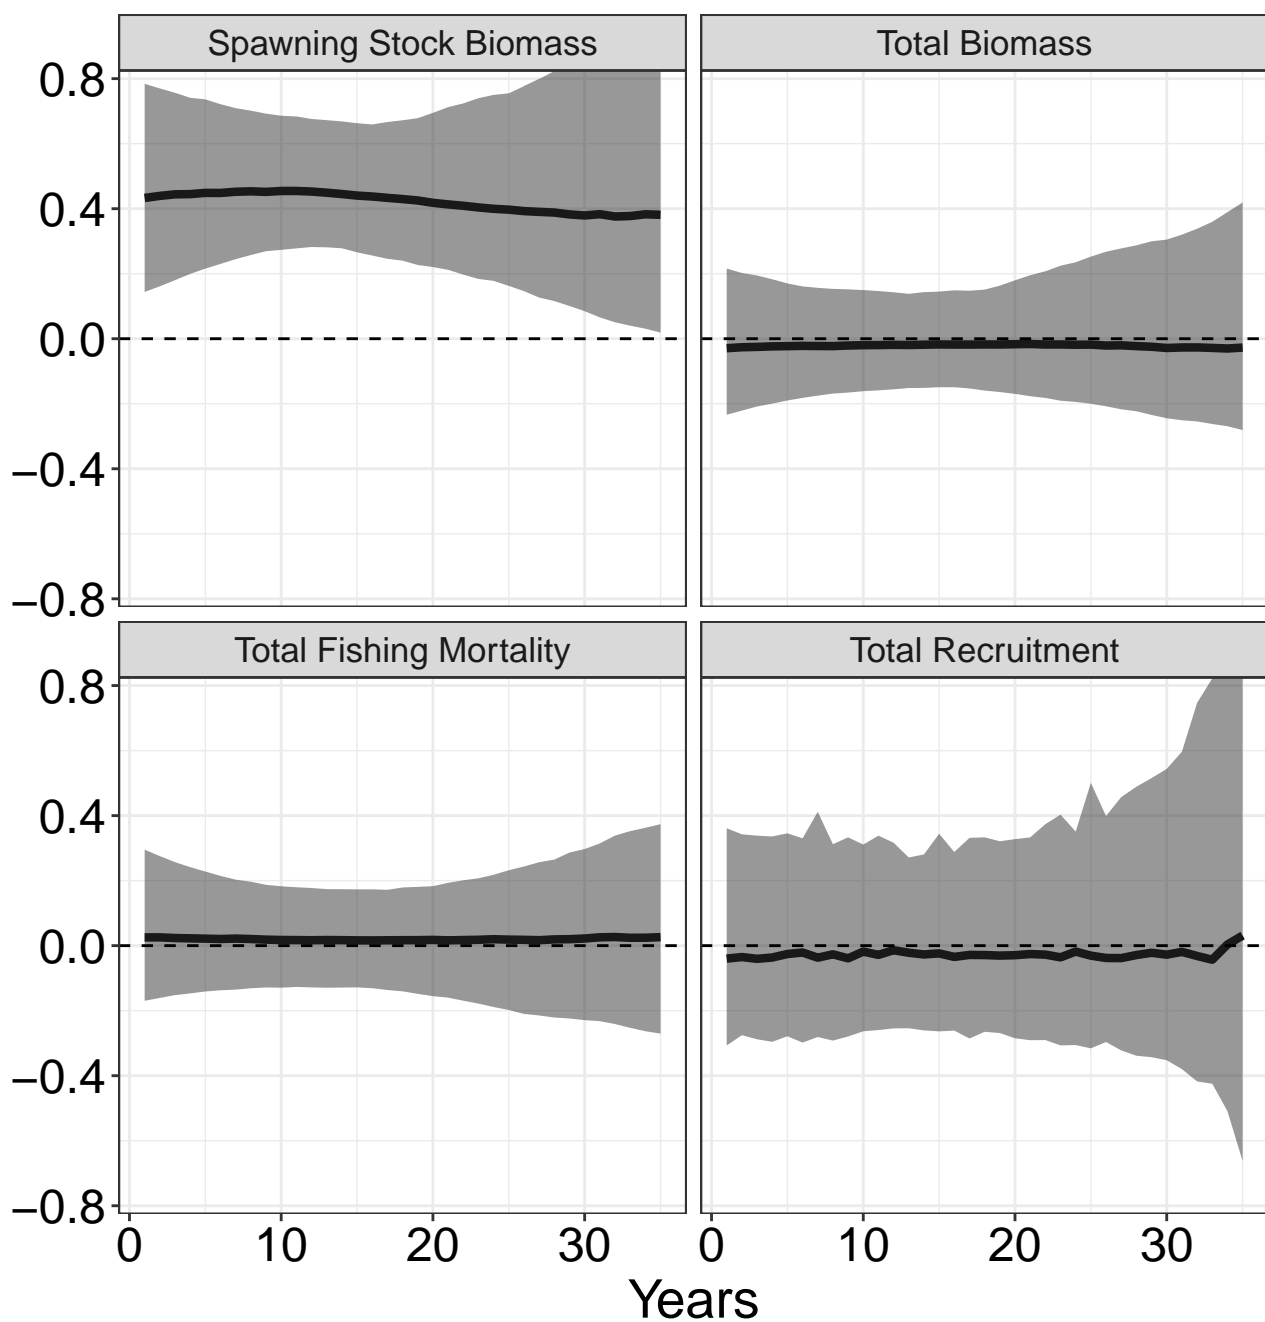 Spawning Stock Biomass
Total Biomass
0.8
0.4
0.0
−0.4
−0.8
Total Fishing Mortality
Total Recruitment
0.8
0.4
0.0
−0.4
−0.8
0 10 20 30 0 10 20 30
Years